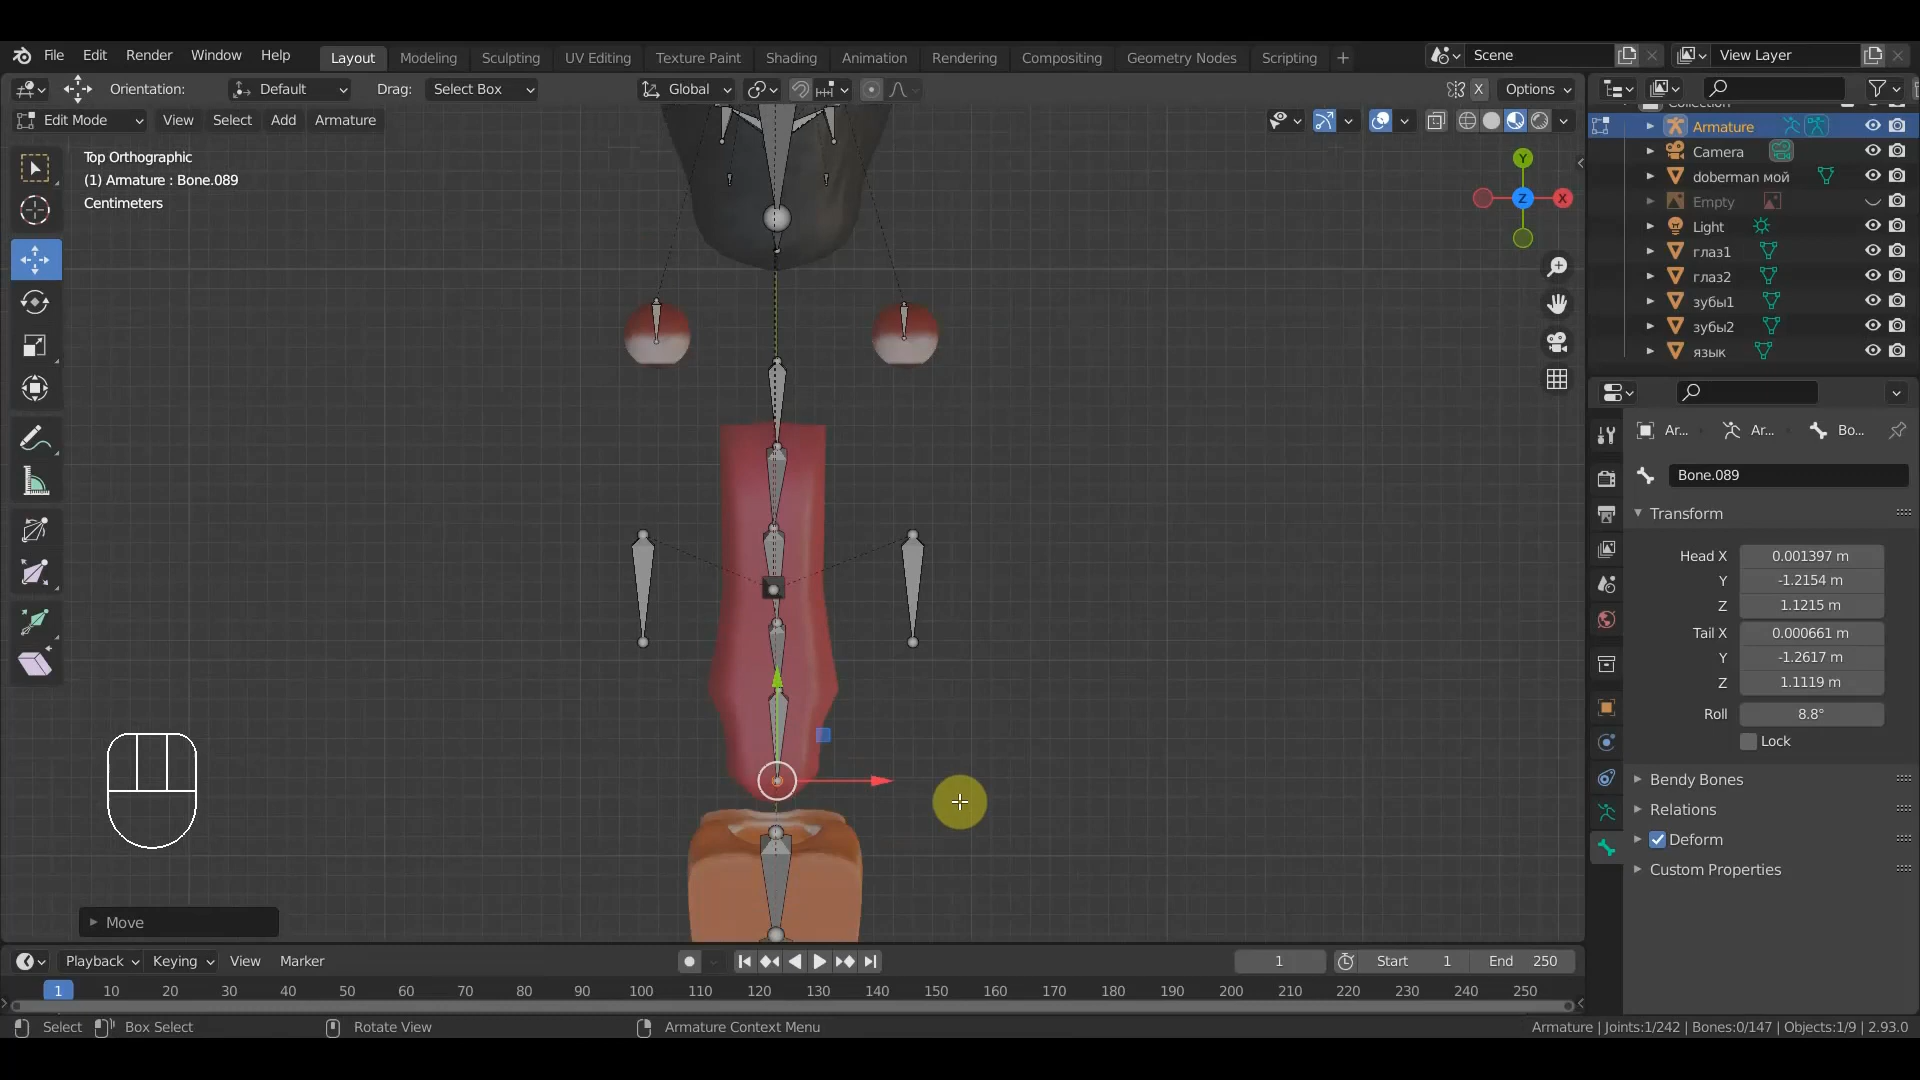 File Edit Render Window Help Layout Modeling Sculpting UV Editing Texture Paint Shading Animation Rendering Compositing Geometry Nodes Scripting + Scene View Layer
Orientation: Default Drag: Select Box Global X Options
Edit Mode View Select Add Armature
Top Orthographic
(1) Armature : Bone.089
Centimeters
Y
Z
X
Collection
Armature
Camera
doberman мой
Empty
Light
глаз1
глаз2
зубы1
зубы2
язык
Ar... Ar... Bo...
Bone.089
Transform
Head X 0.001397 m
Y -1.2154 m
Z 1.1215 m
Tail X 0.000661 m
Y -1.2617 m
Z 1.1119 m
Roll 8.8°
Lock
Bendy Bones
Relations
Deform
Custom Properties
Move
Playback Keying View Marker 1 Start 1 End 250
1 10 20 30 40 50 60 70 80 90 100 110 120 130 140 150 160 170 180 190 200 210 220 230 240 250
Select Box Select Rotate View Armature Context Menu Armature | Joints:1/242 | Bones:0/147 | Objects:1/9 | 2.93.0